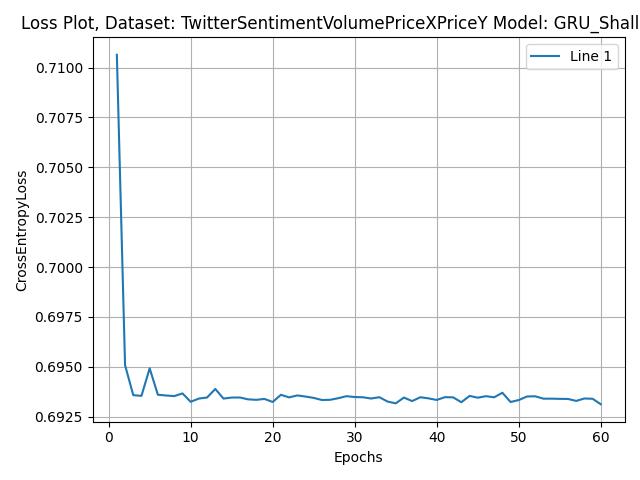 Loss Plot, Dataset: TwitterSentimentVolumePriceXPriceY Model: GRU_Shall
Line 1
0.7100
0.7075
0.7050
0.7025
0.7000
0.6975
0.6950
0.6925
CrossEntropyLoss
0 10 20 30 40 50 60
Epochs